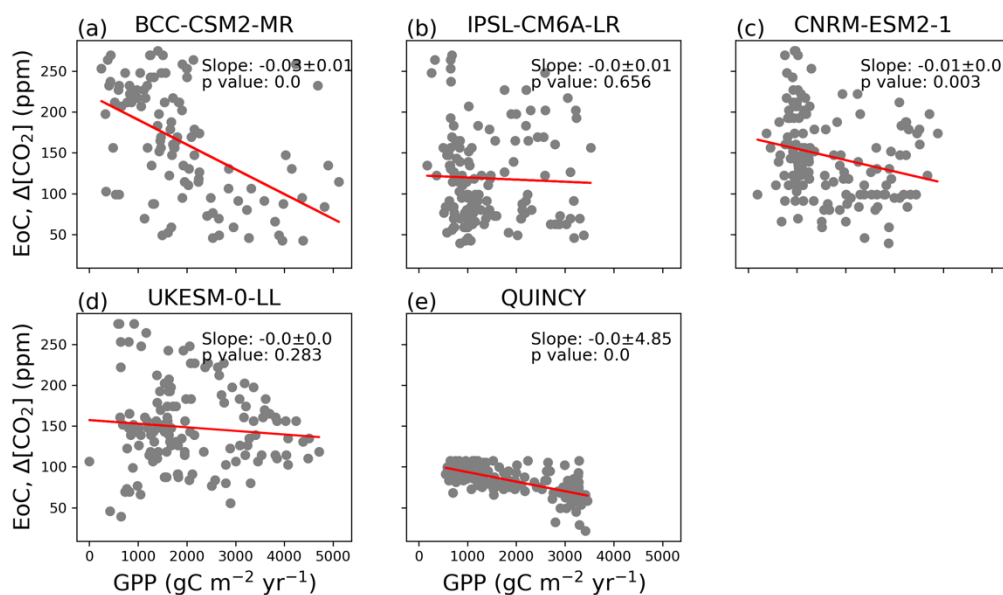 (a) BCC-CSM2-MR
(b) IPSL-CM6A-LR
(c) CNRM-ESM2-1
EoC, Δ[CO₂] (ppm)
250
200
150
100
50
Slope: -0.03±0.01
p value: 0.0
Slope: -0.0±0.01
p value: 0.656
Slope: -0.01±0.0
p value: 0.003
(d) UKESM-0-LL
(e) QUINCY
EoC, Δ[CO₂] (ppm)
250
200
150
100
50
Slope: -0.0±0.0
p value: 0.283
Slope: -0.0±4.85
p value: 0.0
0 1000 2000 3000 4000 5000
0 1000 2000 3000 4000 5000
GPP (gC m⁻² yr⁻¹)
GPP (gC m⁻² yr⁻¹)